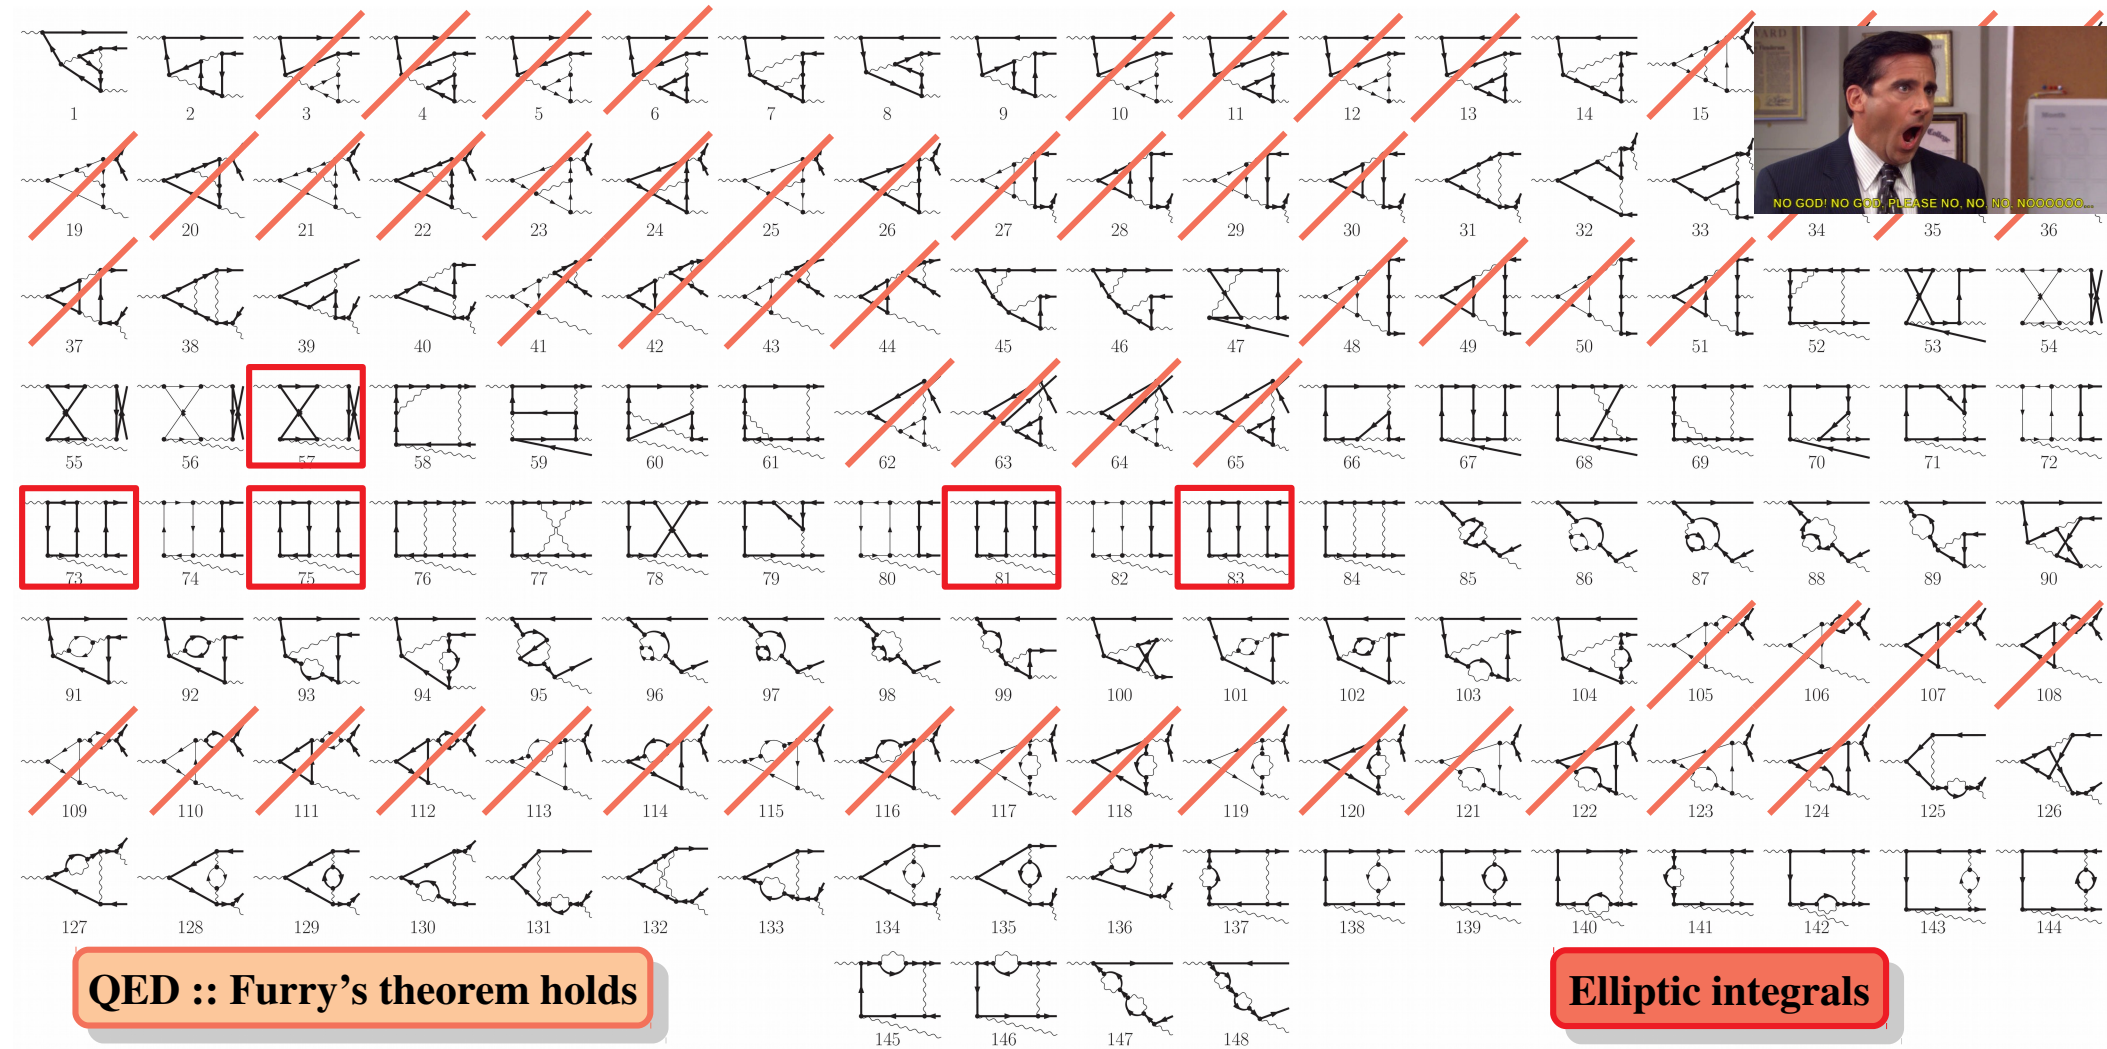 VARD
1 2 3 4 5 6 7 8 9 10 11 12 13 14 15
NO GOD! NO GOD, PLEASE NO, NO. NO. NOOOOOO...
19 20 21 22 23 24 25 26 27 28 29 30 31 32 33 34 35 36
37 38 39 40 41 42 43 44 45 46 47 48 49 50 51 52 53 54
55 56 57 58 59 60 61 62 63 64 65 66 67 68 69 70 71 72
73 74 75 76 77 78 79 80 81 82 83 84 85 86 87 88 89 90
91 92 93 94 95 96 97 98 99 100 101 102 103 104 105 106 107 108
109 110 111 112 113 114 115 116 117 118 119 120 121 122 123 124 125 126
127 128 129 130 131 132 133 134 135 136 137 138 139 140 141 142 143 144
QED :: Furry's theorem holds
Elliptic integrals
145 146 147 148